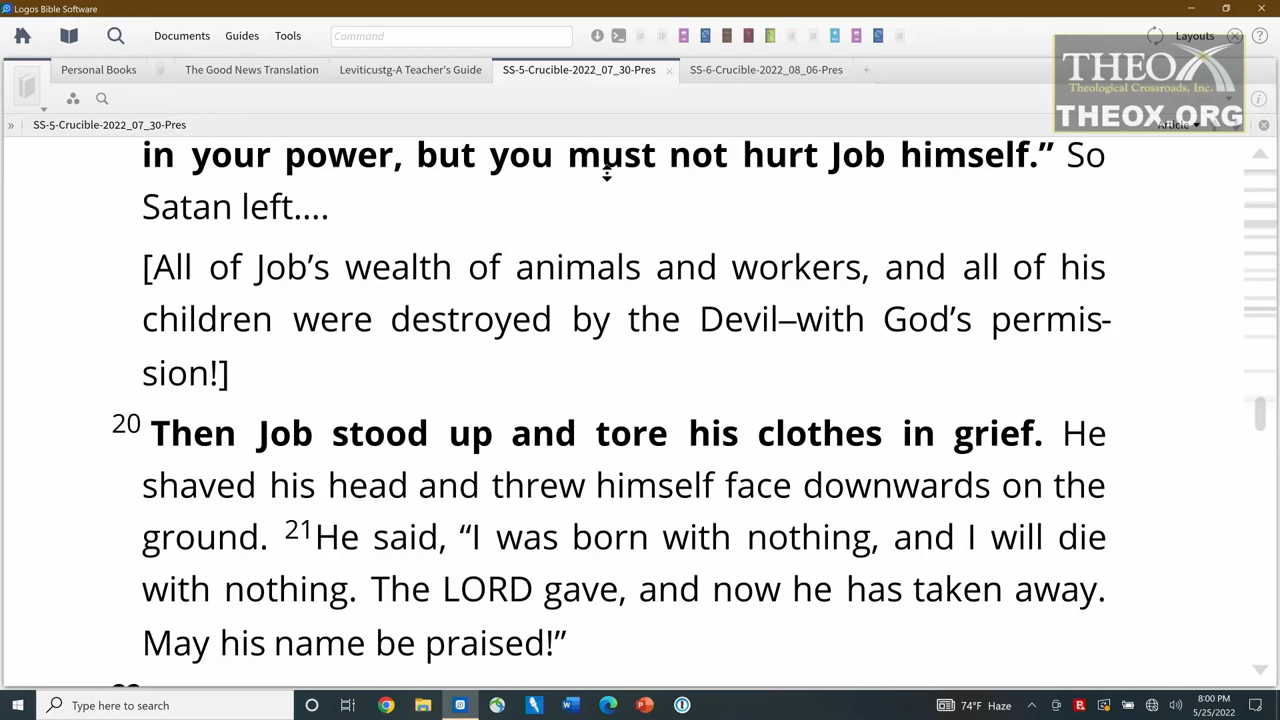 Logos Bible Software
Documents Guides Tools Command Layouts
Personal Books The Good News Translation Leviticustg A Teacher's Guide SS-5-Crucible-2022_07_30-Pres SS-6-Crucible-2022_08_06-Pres
THEOX
Theological Crossroads, Inc.
THEOX.ORG
SS-5-Crucible-2022_07_30-Pres Article
in your power, but you must not hurt Job himself.” So
Satan left....
[All of Job’s wealth of animals and workers, and all of his
children were destroyed by the Devil–with God’s permis-
sion!]
20 Then Job stood up and tore his clothes in grief. He
shaved his head and threw himself face downwards on the
ground. 21He said, “I was born with nothing, and I will die
with nothing. The LORD gave, and now he has taken away.
May his name be praised!”
Type here to search 74°F Haze 8:00 PM
5/25/2022